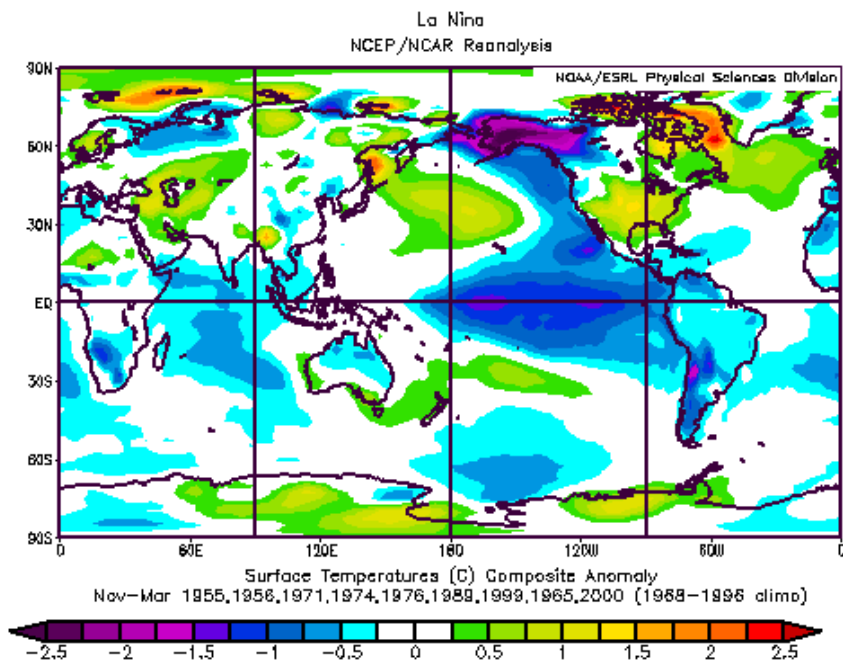 La Nina
NCEP/NCAR Reanalysis
NOAA/ESRL Physical Sciences Division
90N
60N
30N
EQ
30S
60S
90S
0 60E 120E 180 120W 60W 0
Surface Temperatures (C) Composite Anomaly
Nov-Mar 1955,1956,1971,1974,1976,1989,1999,1965,2000 (1968-1996 climo)
-2.5 -2 -1.5 -1 -0.5 0 0.5 1 1.5 2 2.5